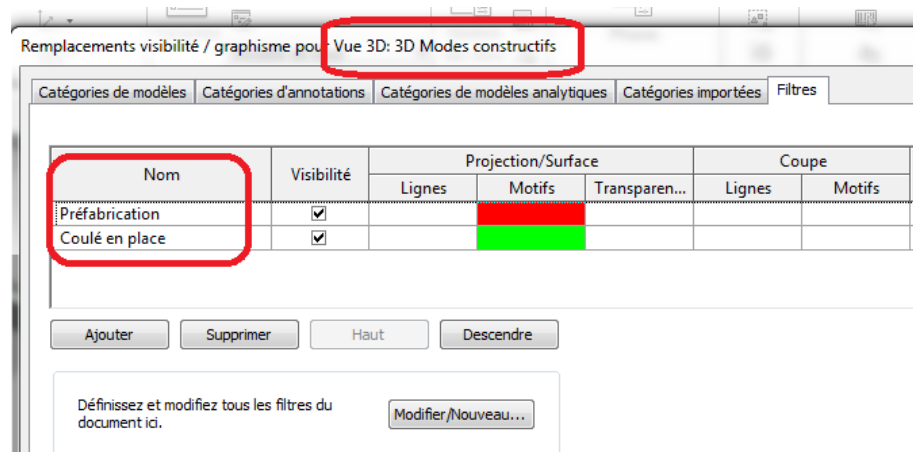 Remplacements visibilité / graphisme pour Vue 3D: 3D Modes constructifs
Catégories de modèles Catégories d'annotations Catégories de modèles analytiques Catégories importées Filtres
Nom Visibilité Projection/Surface Coupe
Lignes Motifs Transparen... Lignes Motifs
Préfabrication
Coulé en place
Ajouter Supprimer Haut Descendre
Définissez et modifiez tous les filtres du
document ici.
Modifier/Nouveau...